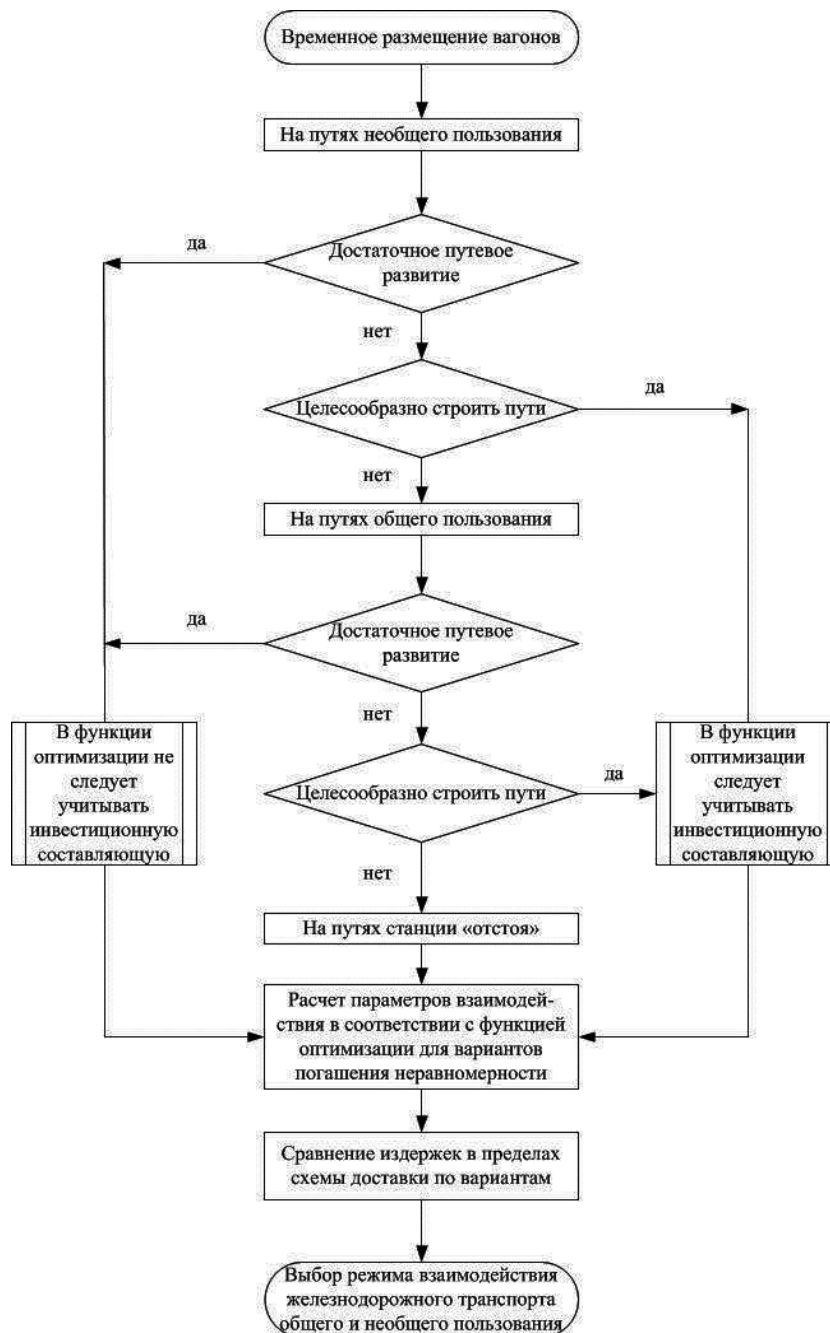 Временное размещение вагонов
На путях необщего пользования
да
Достаточное путевое
развитие
нет
Целесообразно строить пути
да
нет
На путях общего пользования
да
Достаточное путевое
развитие
нет
В функции
оптимизации не
следует
учитывать
инвестиционную
составляющую
Целесообразно строить пути
да
В функции
оптимизации
следует
учитывать
инвестиционную
составляющую
нет
На путях станции «отстоя»
Расчет параметров взаимодей-
ствия в соответствии с функцией
оптимизации для вариантов
погашения неравномерности
Сравнение издержек в пределах
схемы доставки по вариантам
Выбор режима взаимодействия
железнодорожного транспорта
общего и необщего пользования